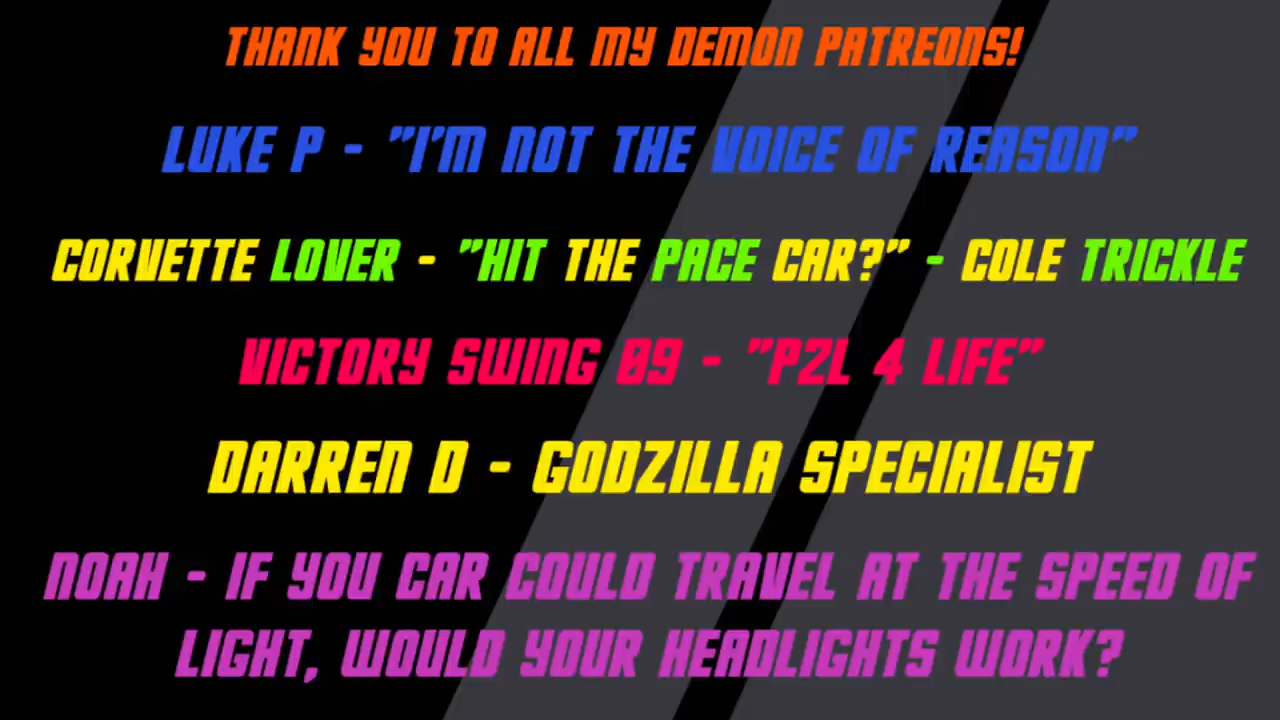 THANK YOU TO ALL MY DEMON PATREONS!
LUKE P - "I'M NOT THE VOICE OF REASON"
CORVETTE LOVER - "HIT THE PACE CAR?" - COLE TRICKLE
VICTORY SWING 09 - "P2L 4 LIFE"
DARREN D - GODZILLA SPECIALIST
NOAH - IF YOU CAR COULD TRAVEL AT THE SPEED OF
LIGHT, WOULD YOUR HEADLIGHTS WORK?